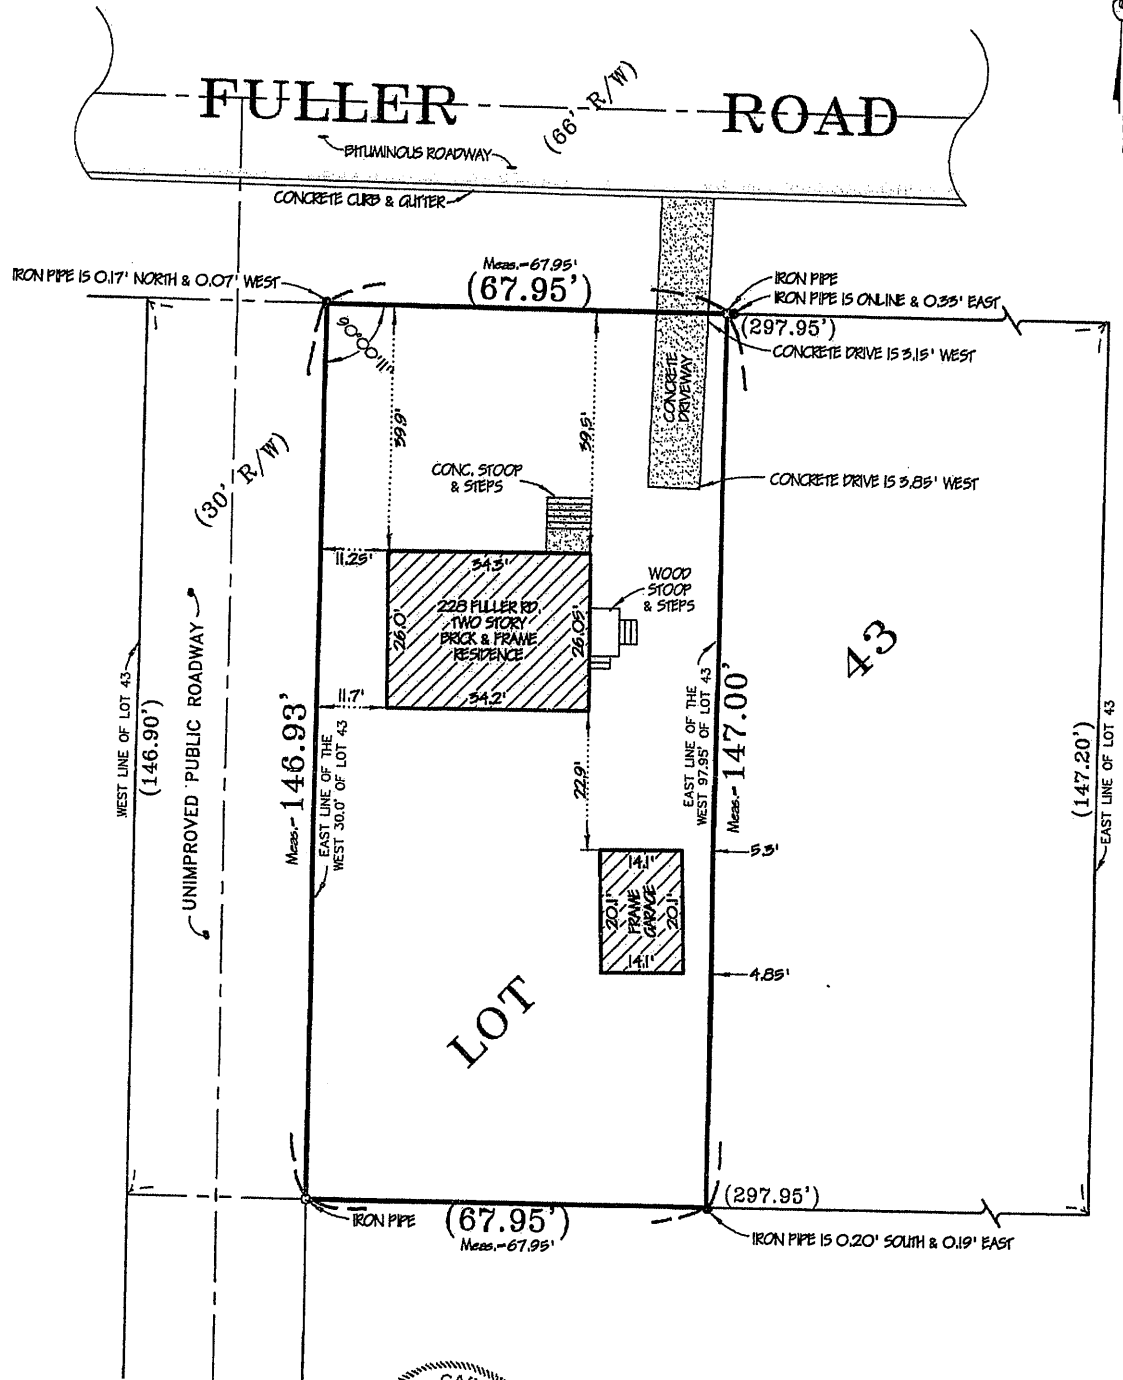 FULLER ROAD
(66' R/W)
BITUMINOUS ROADWAY
CONCRETE CURB & GUTTER
IRON PIPE IS 0.17' NORTH & 0.07' WEST
Meas.-67.95'
(67.95')
IRON PIPE
IRON PIPE IS ONLINE & 0.33' EAST
(297.95')
CONCRETE DRIVE IS 3.15' WEST
90°00'11"
CONCRETE
DRIVEWAY
39.9'
39.5'
(30' R/W)
CONC. STOOP
& STEPS
CONCRETE DRIVE IS 3.85' WEST
11.25'
34.3'
WOOD
STOOP
& STEPS
228 FULLER RD.
TWO STORY
BRICK & FRAME
RESIDENCE
26.0'
26.05'
34.2'
11.7'
43
WEST LINE OF LOT 43
(146.90')
UNIMPROVED PUBLIC ROADWAY
Meas.-146.93'
EAST LINE OF THE
WEST 30.0' OF LOT 43
22.9'
EAST LINE OF THE
WEST 97.95' OF LOT 43
Meas.-147.00'
(147.20')
EAST LINE OF LOT 43
14.1'
20.1'
FRAME
GARAGE
20.1'
14.1'
5.3'
4.85'
LOT
IRON PIPE
(67.95')
Meas.-67.95'
(297.95')
IRON PIPE IS 0.20' SOUTH & 0.19' EAST